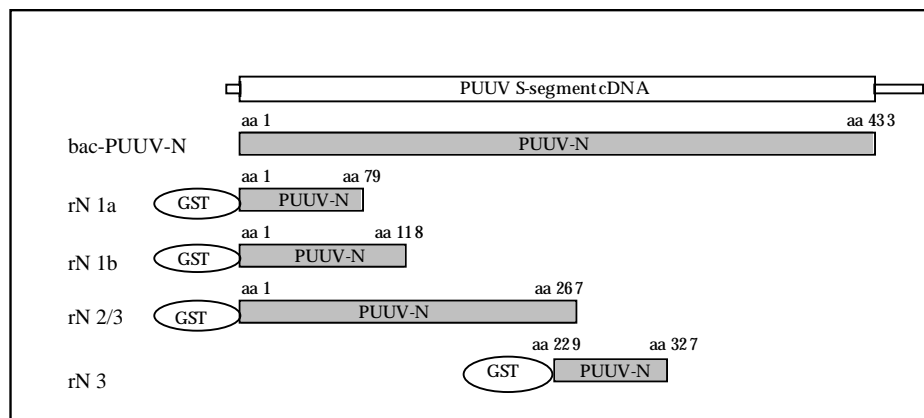 PUUV S-segment cDNA
aa 1 aa 433
bac-PUUV-N PUUV-N
aa 1 aa 79
rN 1a GST PUUV-N
aa 1 aa 118
rN 1b GST PUUV-N
aa 1 aa 267
rN 2/3 GST PUUV-N
aa 229 aa 327
rN 3 GST PUUV-N